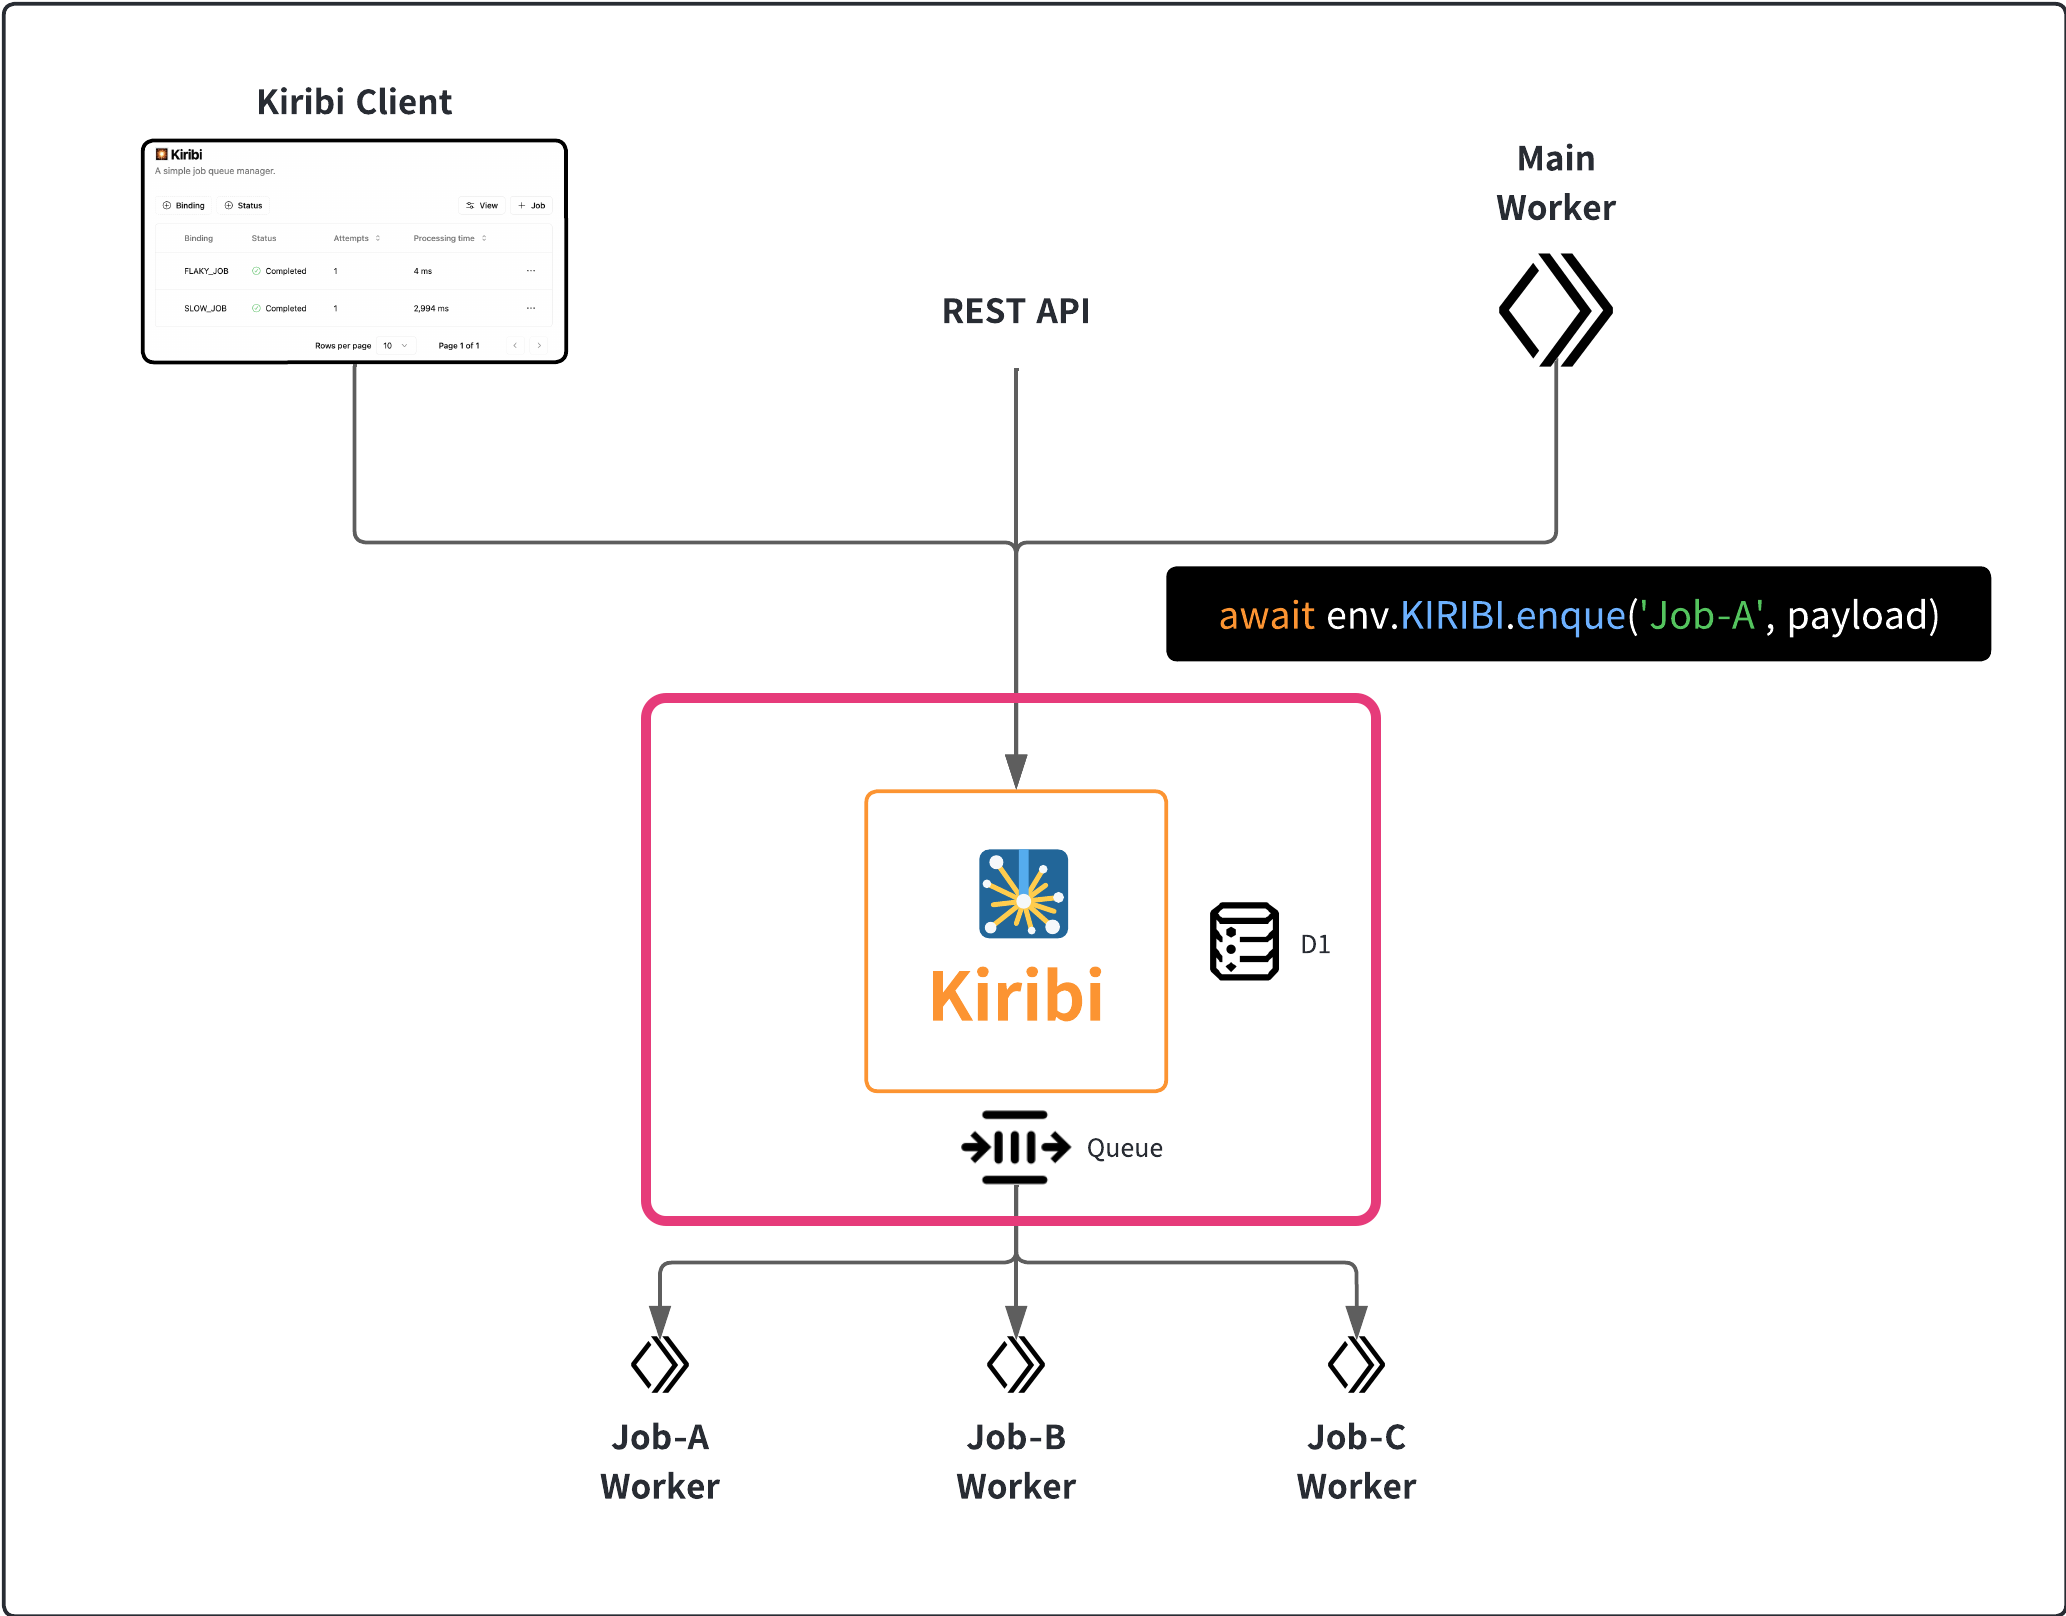 Kiribi Client
Kiribi
A simple job queue manager.
Binding Status View Job
Binding Status Attempts Processing time
FLAKY_JOB Completed 1 4 ms
SLOW_JOB Completed 1 2,994 ms
Rows per page 10 Page 1 of 1
REST API
Main
Worker
await env.KIRIBI.enque('Job-A', payload)
Kiribi
D1
Queue
Job-A
Worker
Job-B
Worker
Job-C
Worker